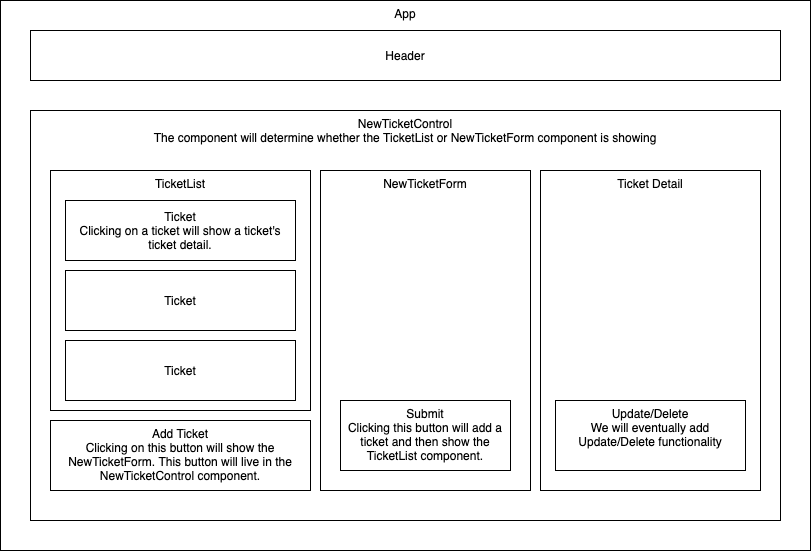 App
Header
NewTicketControl
The component will determine whether the TicketList or NewTicketForm component is showing
TicketList
Ticket
Clicking on a ticket will show a ticket's
ticket detail.
Ticket
Ticket
Add Ticket
Clicking on this button will show the
NewTicketForm. This button will live in the
NewTicketControl component.
NewTicketForm
Submit
Clicking this button will add a
ticket and then show the
TicketList component.
Ticket Detail
Update/Delete
We will eventually add
Update/Delete functionality